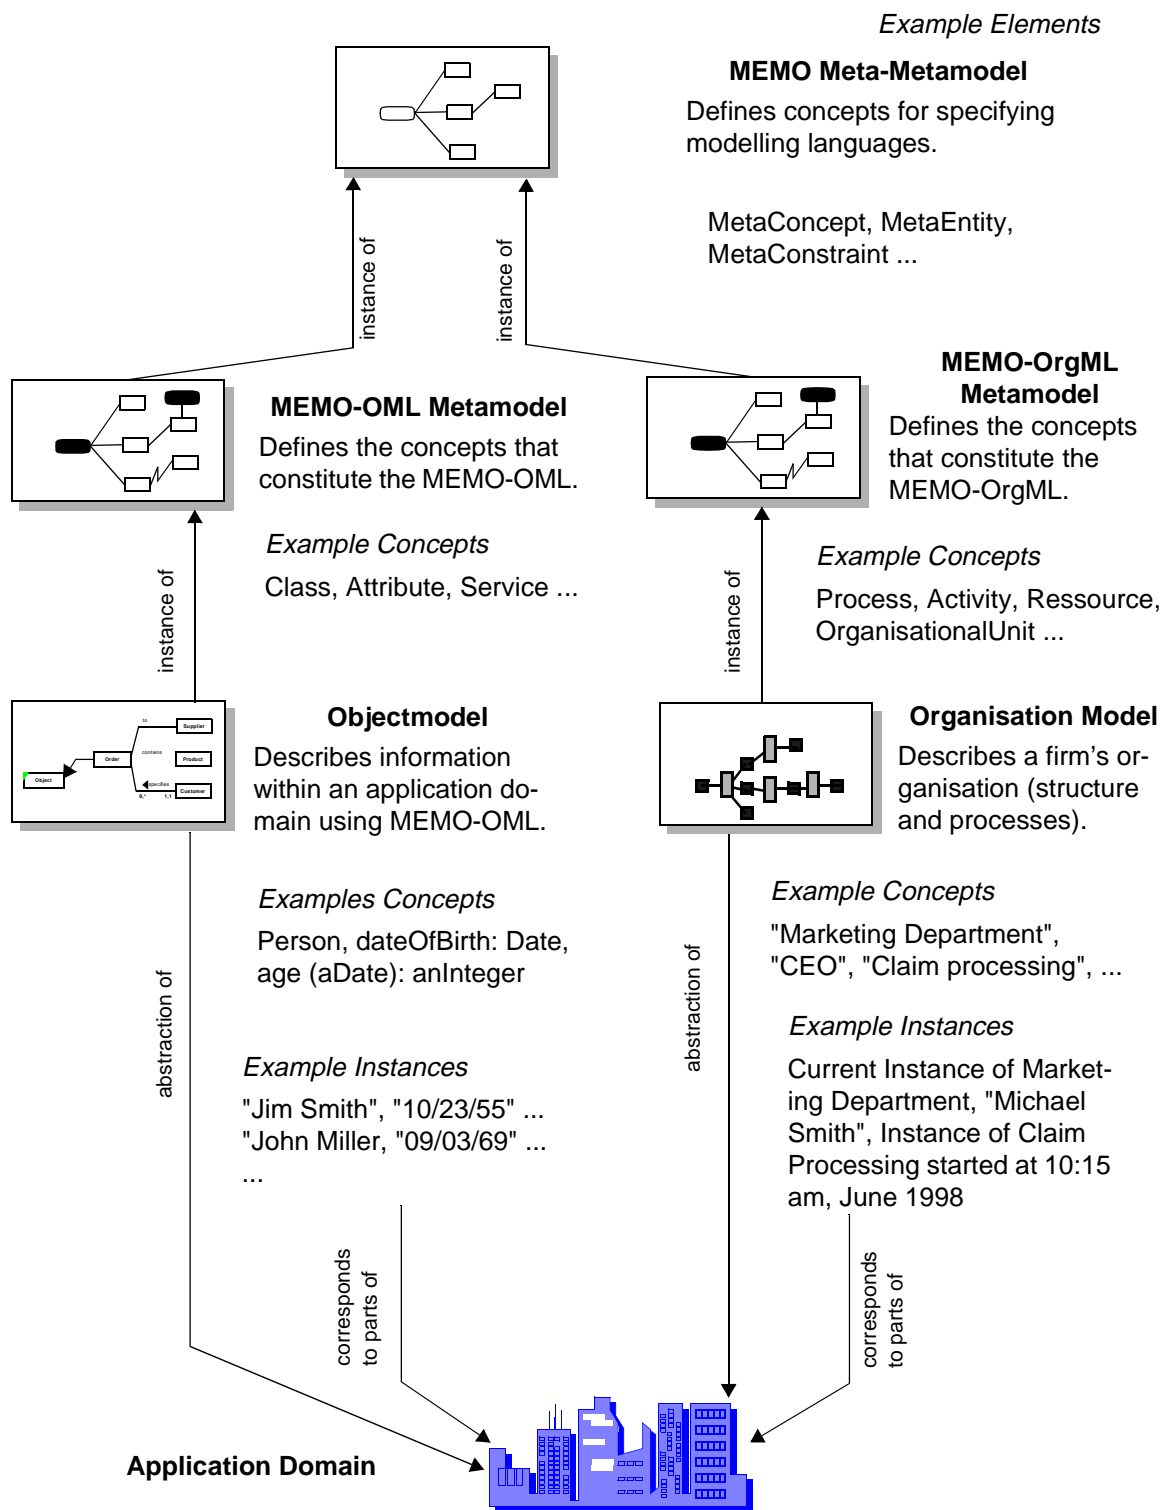 Example Elements
MEMO Meta-Metamodel
Defines concepts for specifying
modelling languages.
MetaConcept, MetaEntity,
MetaConstraint ...
instance of
instance of
MEMO-OML Metamodel
Defines the concepts that
constitute the MEMO-OML.
Example Concepts
Class, Attribute, Service ...
MEMO-OrgML
Metamodel
Defines the concepts
that constitute the
MEMO-OrgML.
Example Concepts
Process, Activity, Ressource,
OrganisationalUnit ...
instance of
instance of
Object
Order
to
contains
specifies
0,*
1,1
Supplier
Product
Customer
Objectmodel
Describes information
within an application do-
main using MEMO-OML.
Examples Concepts
Person, dateOfBirth: Date,
age (aDate): anInteger
Example Instances
"Jim Smith", "10/23/55" ...
"John Miller, "09/03/69" ...
...
Organisation Model
Describes a firm's or-
ganisation (structure
and processes).
Example Concepts
"Marketing Department",
"CEO", "Claim processing", ...
Example Instances
Current Instance of Market-
ing Department, "Michael
Smith", Instance of Claim
Processing started at 10:15
am, June 1998
abstraction of
abstraction of
corresponds
to parts of
corresponds
to parts of
Application Domain